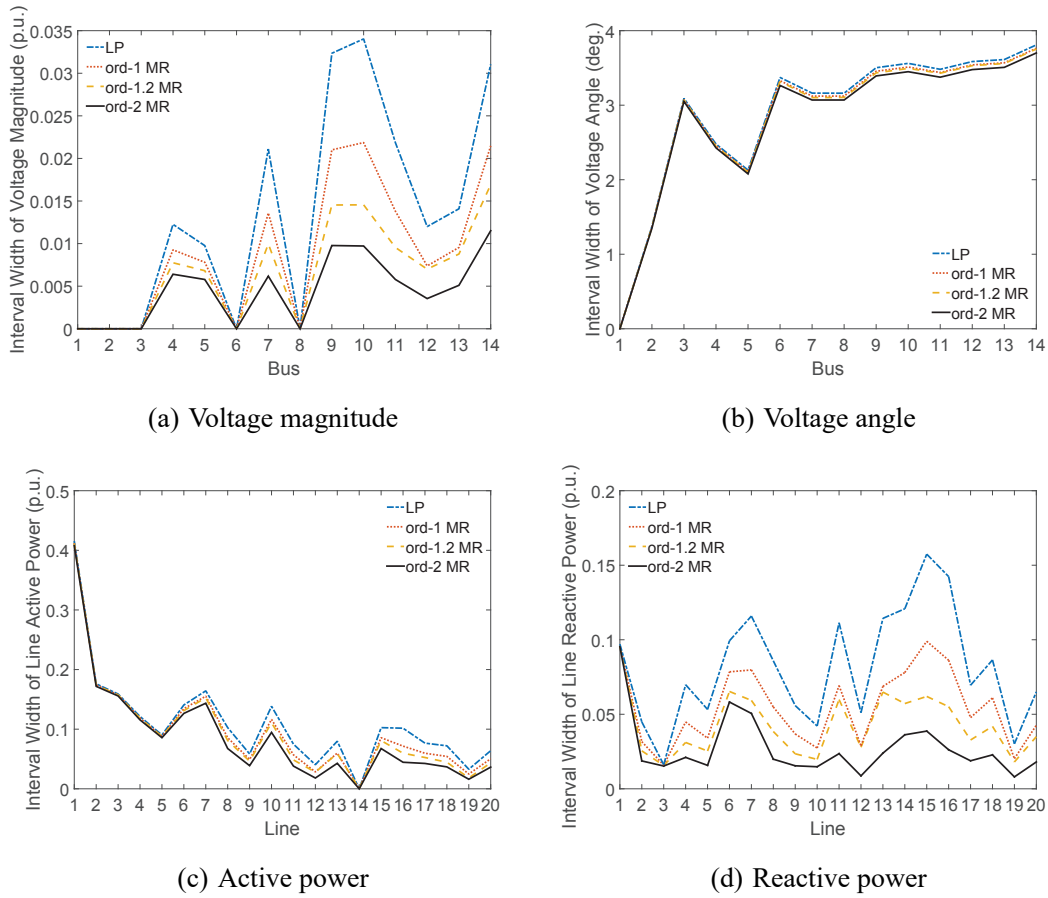 Interval Width of Voltage Magnitude (p.u.)
0.035
0.03
0.025
0.02
0.015
0.01
0.005
0
LP
ord-1 MR
ord-1.2 MR
ord-2 MR
1 2 3 4 5 6 7 8 9 10 11 12 13 14
Bus
(a) Voltage magnitude
Interval Width of Voltage Angle (deg.)
4
3
2
1
0
LP
ord-1 MR
ord-1.2 MR
ord-2 MR
1 2 3 4 5 6 7 8 9 10 11 12 13 14
Bus
(b) Voltage angle
Interval Width of Line Active Power (p.u.)
0.5
0.4
0.3
0.2
0.1
0
LP
ord-1 MR
ord-1.2 MR
ord-2 MR
1 2 3 4 5 6 7 8 9 10 11 12 13 14 15 16 17 18 19 20
Line
(c) Active power
Interval Width of Line Reactive Power (p.u.)
0.2
0.15
0.1
0.05
0
LP
ord-1 MR
ord-1.2 MR
ord-2 MR
1 2 3 4 5 6 7 8 9 10 11 12 13 14 15 16 17 18 19 20
Line
(d) Reactive power